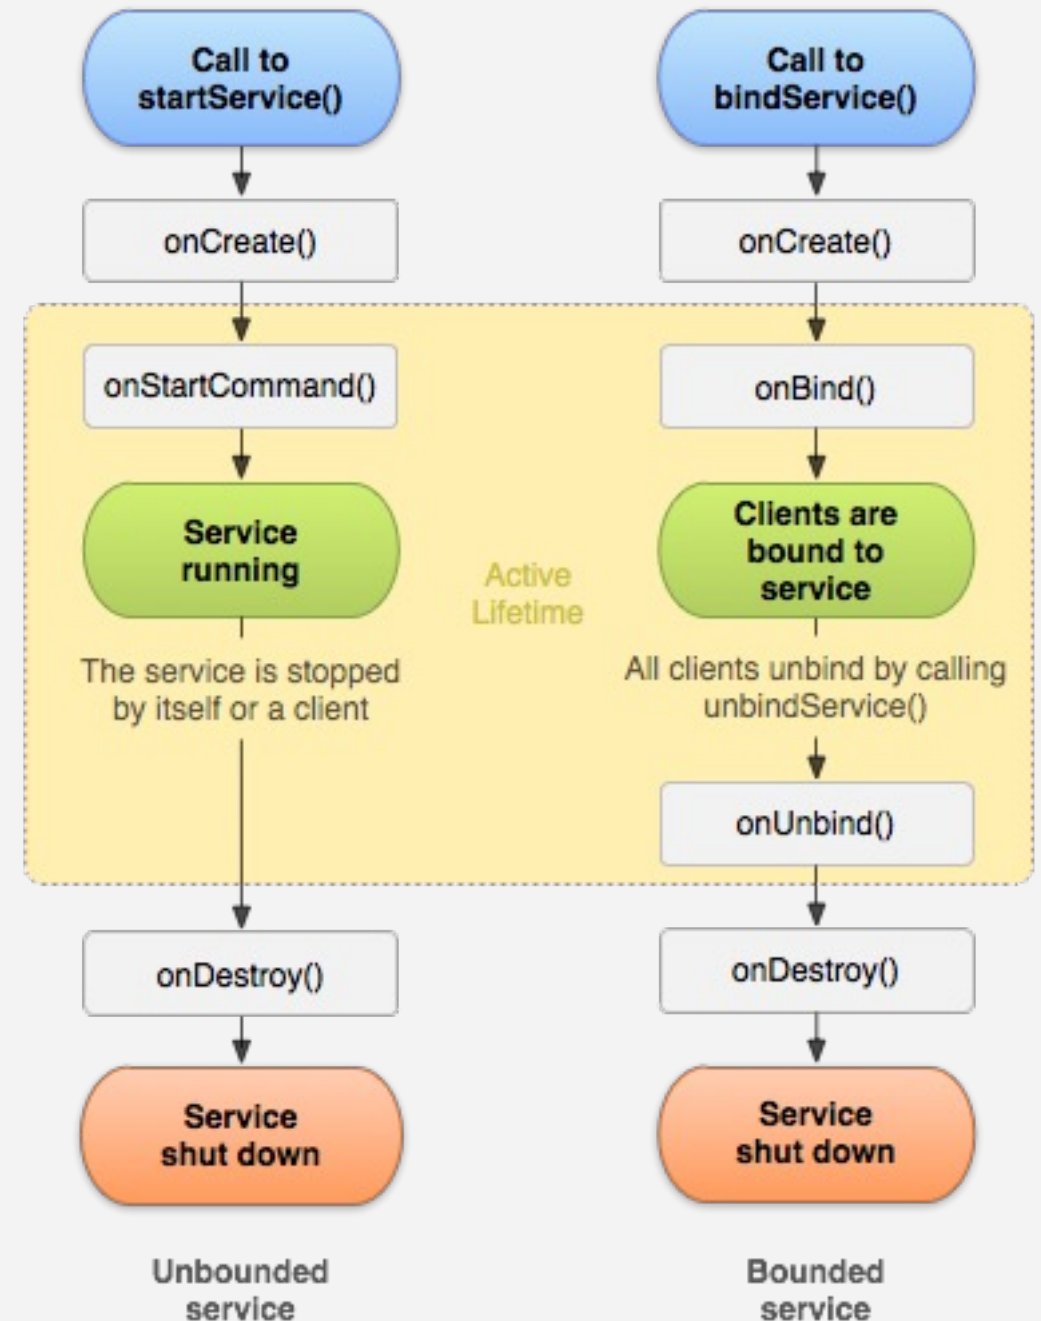 Call to
startService()
onCreate()
onStartCommand()
Service
running
The service is stopped
by itself or a client
onDestroy()
Service
shut down
Unbounded
service
Active
Lifetime
Call to
bindService()
onCreate()
onBind()
Clients are
bound to
service
All clients unbind by calling
unbindService()
onUnbind()
onDestroy()
Service
shut down
Bounded
service